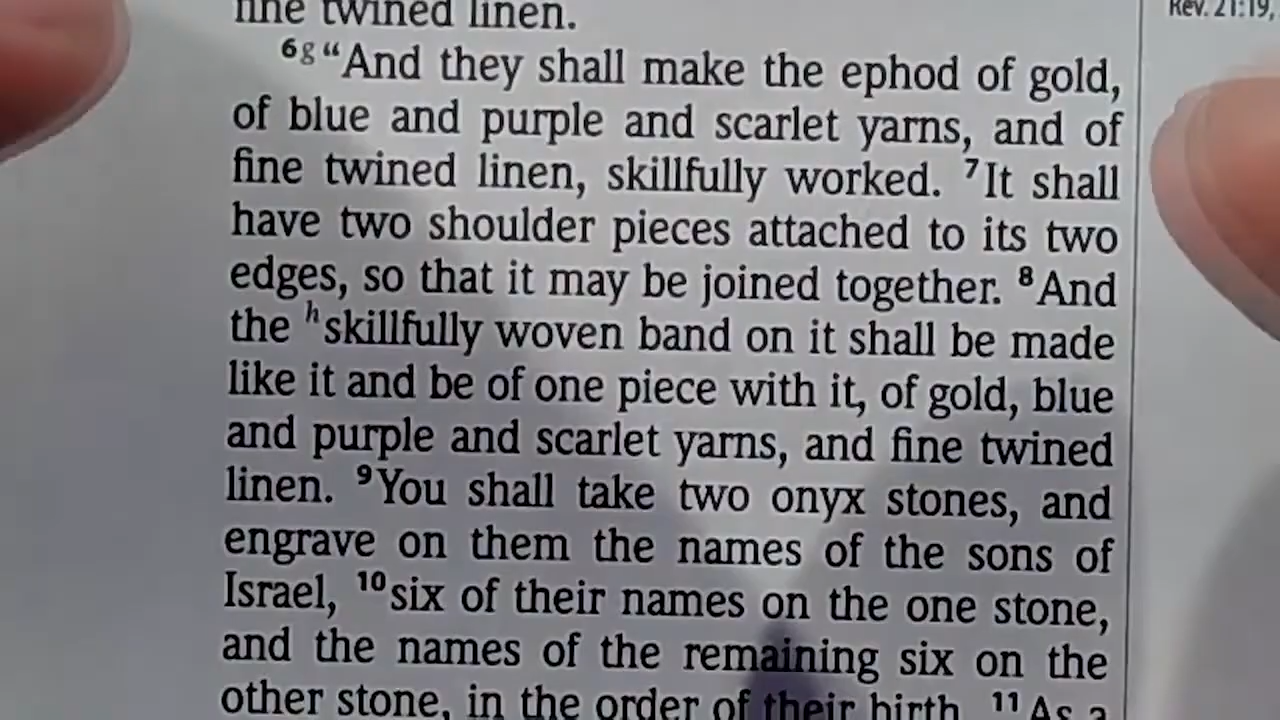 fine twined linen.
Rev. 21:19,
6g “And they shall make the ephod of gold,
of blue and purple and scarlet yarns, and of
fine twined linen, skillfully worked. 7It shall
have two shoulder pieces attached to its two
edges, so that it may be joined together. 8And
the hskillfully woven band on it shall be made
like it and be of one piece with it, of gold, blue
and purple and scarlet yarns, and fine twined
linen. 9You shall take two onyx stones, and
engrave on them the names of the sons of
Israel, 10six of their names on the one stone,
and the names of the remaining six on the
other stone, in the order of their birth. 11As a